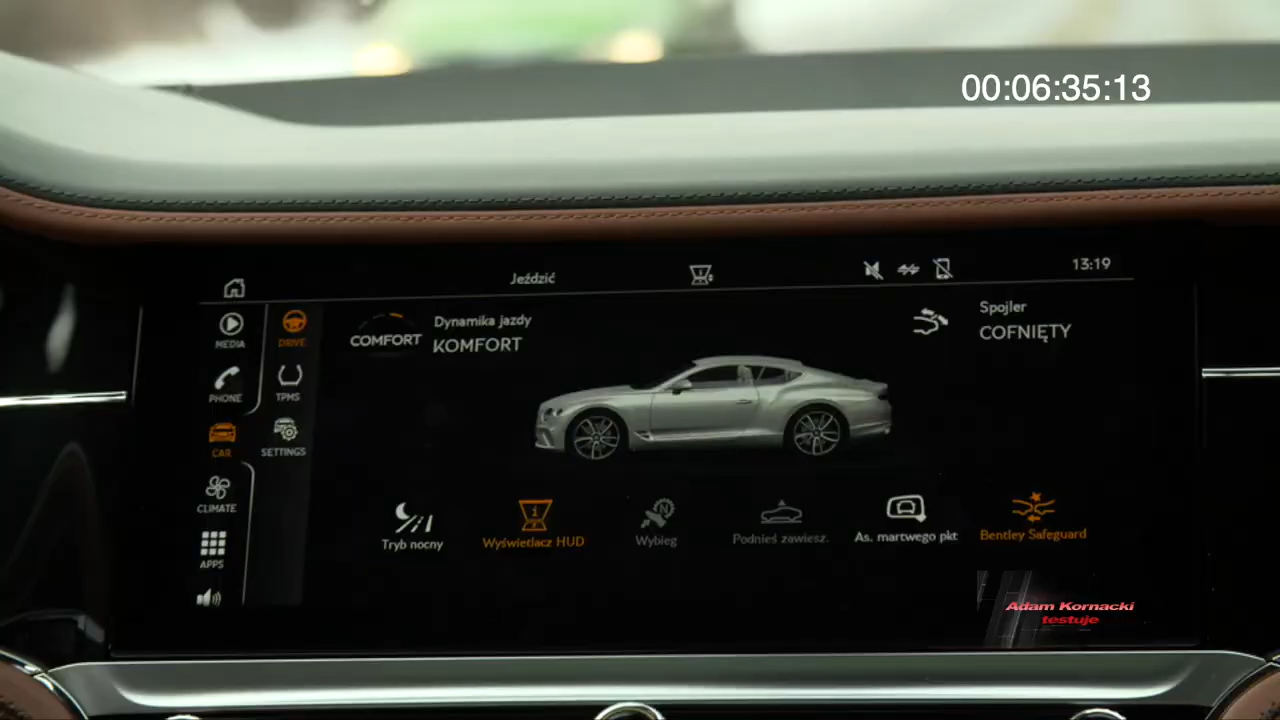 00:06:35:13
Jeździć
13:19
MEDIA
PHONE
CAR
CLIMATE
APPS
DRIVE
TPMS
SETTINGS
COMFORT
Dynamika jazdy
KOMFORT
Spojler
COFNIĘTY
Tryb nocny
Wyświetlacz HUD
N
Wybieg
Podnieś zawiesz.
As. martwego pkt
Bentley Safeguard
Adam Kornacki
testuje